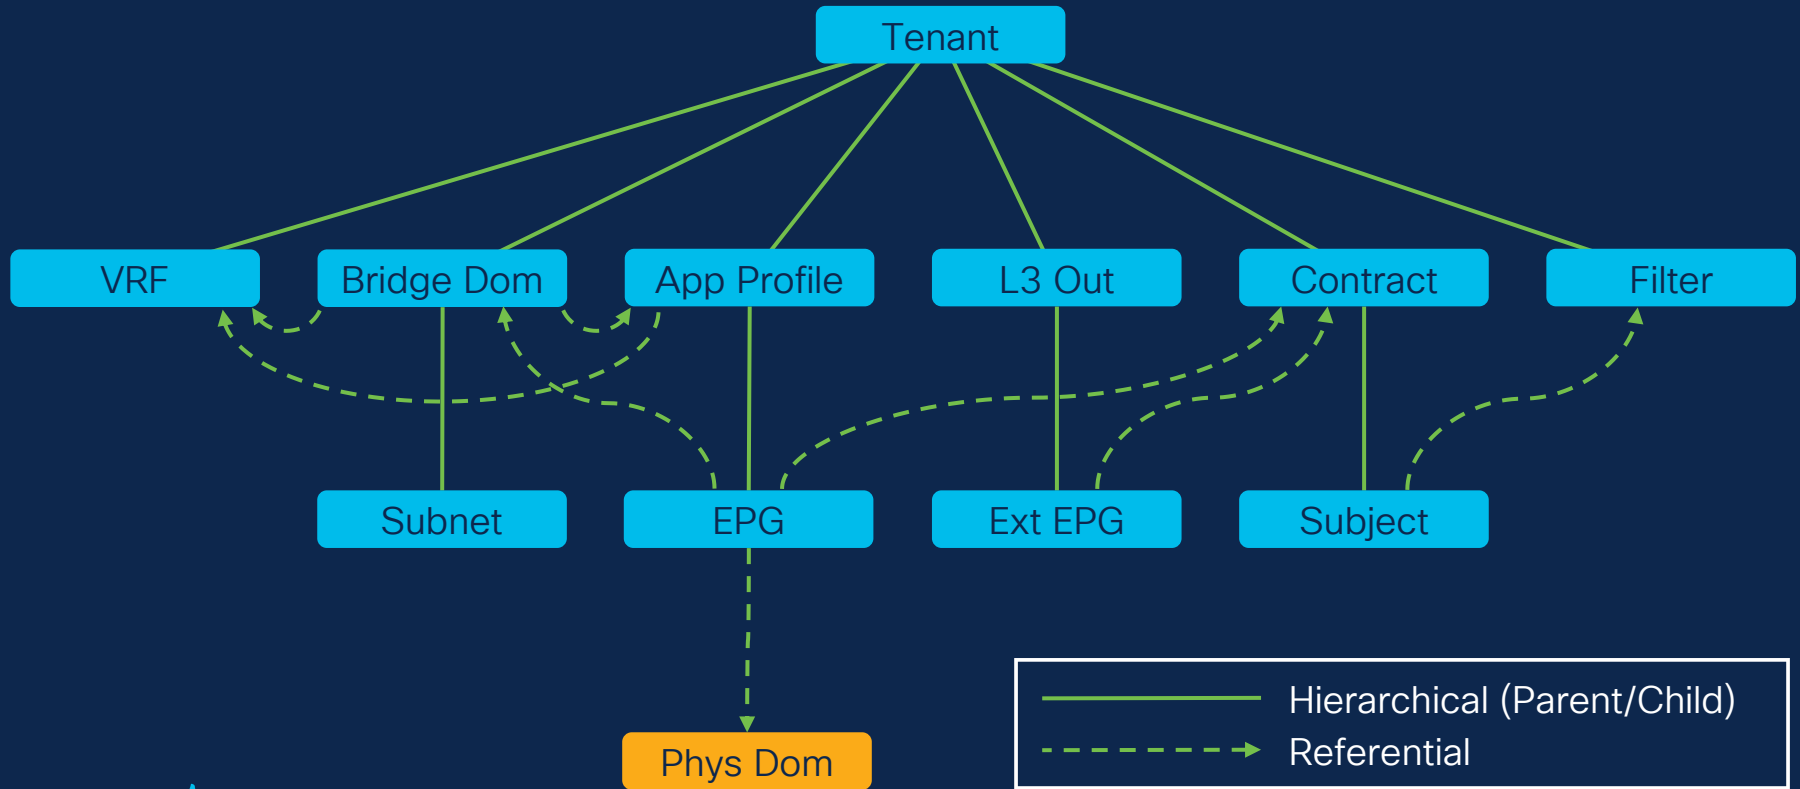 Tenant
VRF
Bridge Dom
App Profile
L3 Out
Contract
Filter
Subnet
EPG
Ext EPG
Subject
Phys Dom
Hierarchical (Parent/Child)
Referential